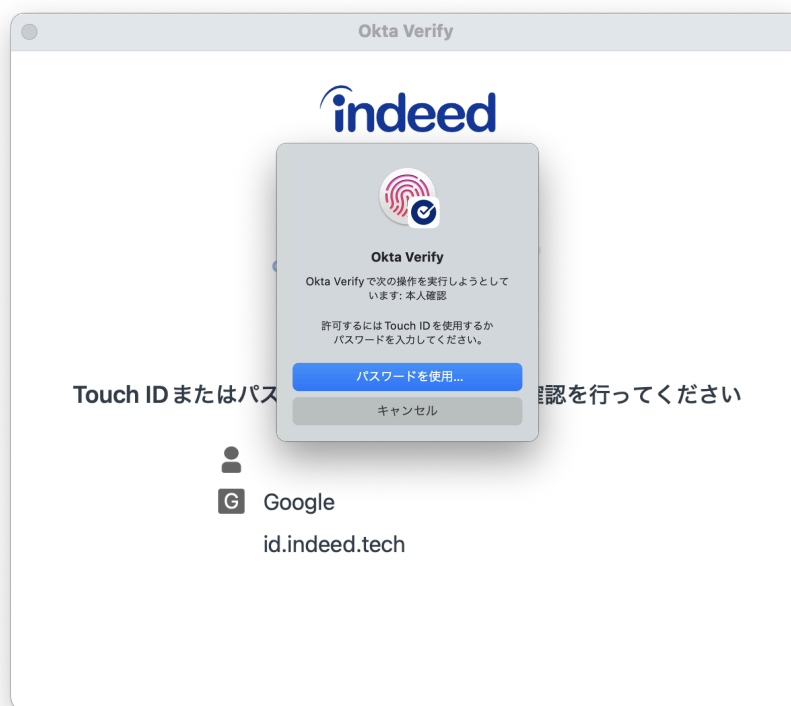 Okta Verify
indeed
Okta Verify
Okta Verify で次の操作を実行しようとして
います: 本人確認
許可するには Touch ID を使用するか
パスワードを入力してください。
パスワードを使用...
Touch ID またはパス
確認を行ってください
キャンセル
G Google
id.indeed.tech